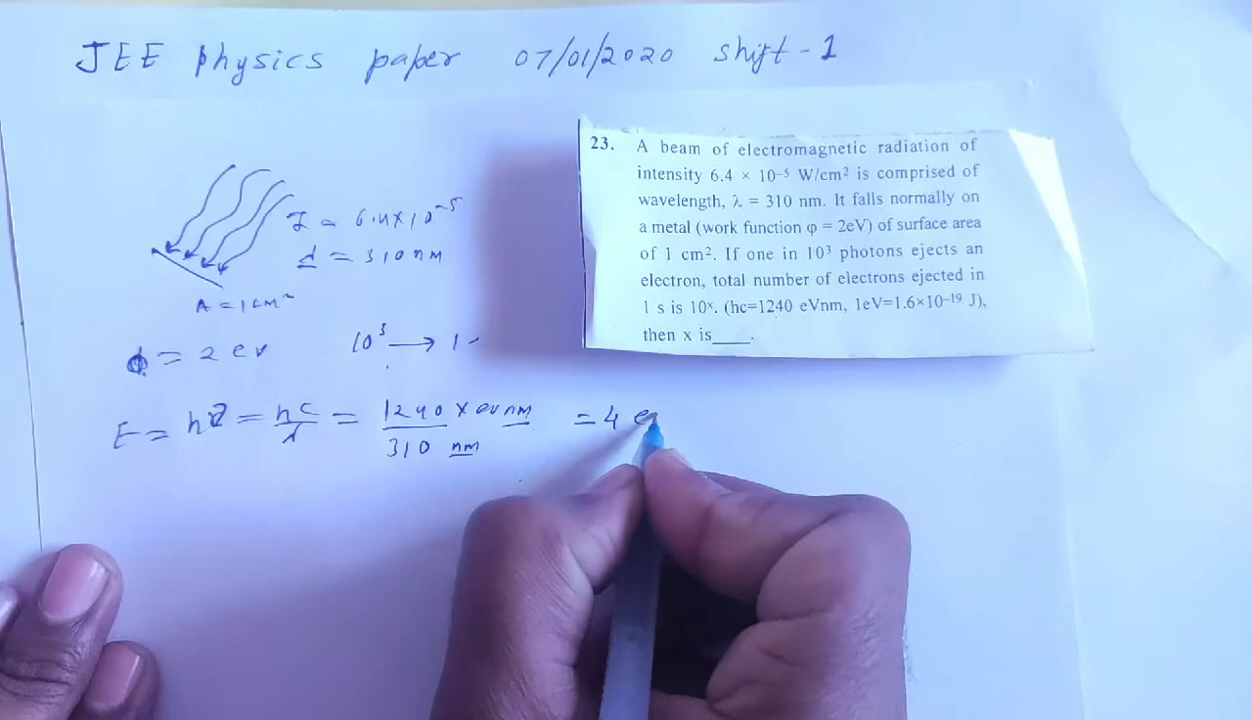 JEE physics paper 07/01/2020 shift-1
23. A beam of electromagnetic radiation of
intensity 6.4 × 10⁻⁵ W/cm² is comprised of
wavelength, λ = 310 nm. It falls normally on
a metal (work function φ = 2eV) of surface area
of 1 cm². If one in 10³ photons ejects an
electron, total number of electrons ejected in
1 s is 10ˣ. (hc=1240 eVnm, 1eV=1.6×10⁻¹⁹ J),
then x is____.
I = 6.4×10⁻⁵
λ = 310 nm
A = 1cm²
ϕ = 2 ev 10³ → 1
E = hν = hc/λ = 1240 × ev nm / 310 nm = 4 e